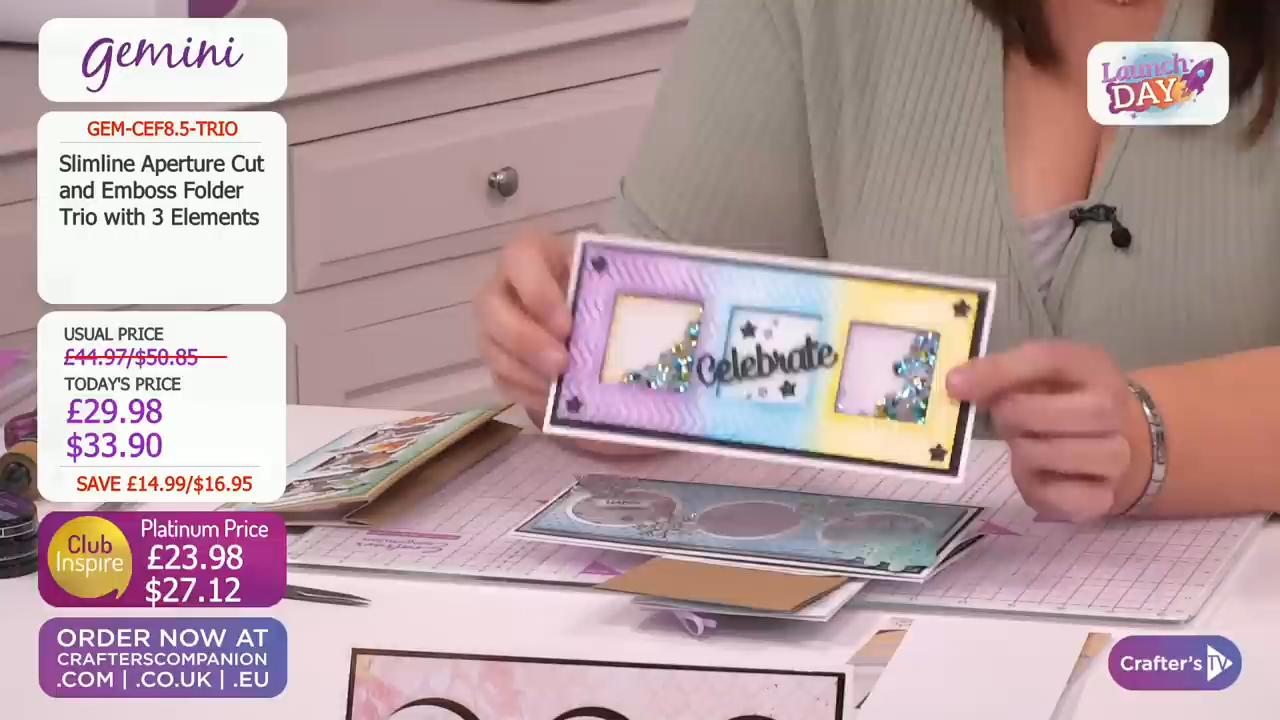 gemini
GEM-CEF8.5-TRIO
Slimline Aperture Cut
and Emboss Folder
Trio with 3 Elements
USUAL PRICE
£44.97/$50.85
TODAY'S PRICE
£29.98
$33.90
SAVE £14.99/$16.95
Club
Inspire
Platinum Price
£23.98
$27.12
ORDER NOW AT
CRAFTERSCOMPANION
.COM | .CO.UK | .EU
Launch
DAY
Celebrate
Crafter's TV